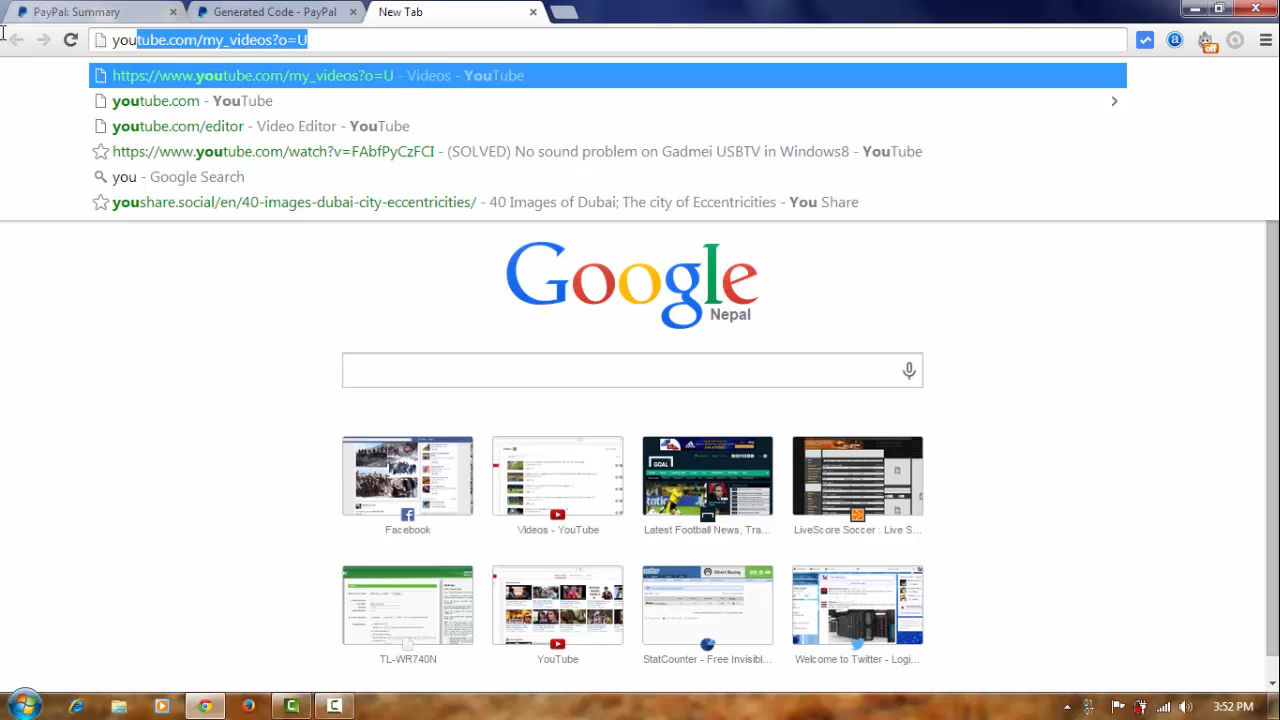 PayPal: Summary
Generated Code - PayPal
New Tab
youtube.com/my_videos?o=U
off
https://www.youtube.com/my_videos?o=U - Videos - YouTube
youtube.com - YouTube
youtube.com/editor - Video Editor - YouTube
https://www.youtube.com/watch?v=FAbfPyCzFCI - (SOLVED) No sound problem on Gadmei USBTV in Windows8 - YouTube
you - Google Search
youshare.social/en/40-images-dubai-city-eccentricities/ - 40 Images of Dubai; The city of Eccentricities - You Share
Google
Nepal
GOAL
Facebook
Videos - YouTube
Latest Football News, Tra...
LiveScore Soccer : Live S...
TL-WR740N
YouTube
StatCounter - Free Invisibl...
Welcome to Twitter - Logi...
3:52 PM